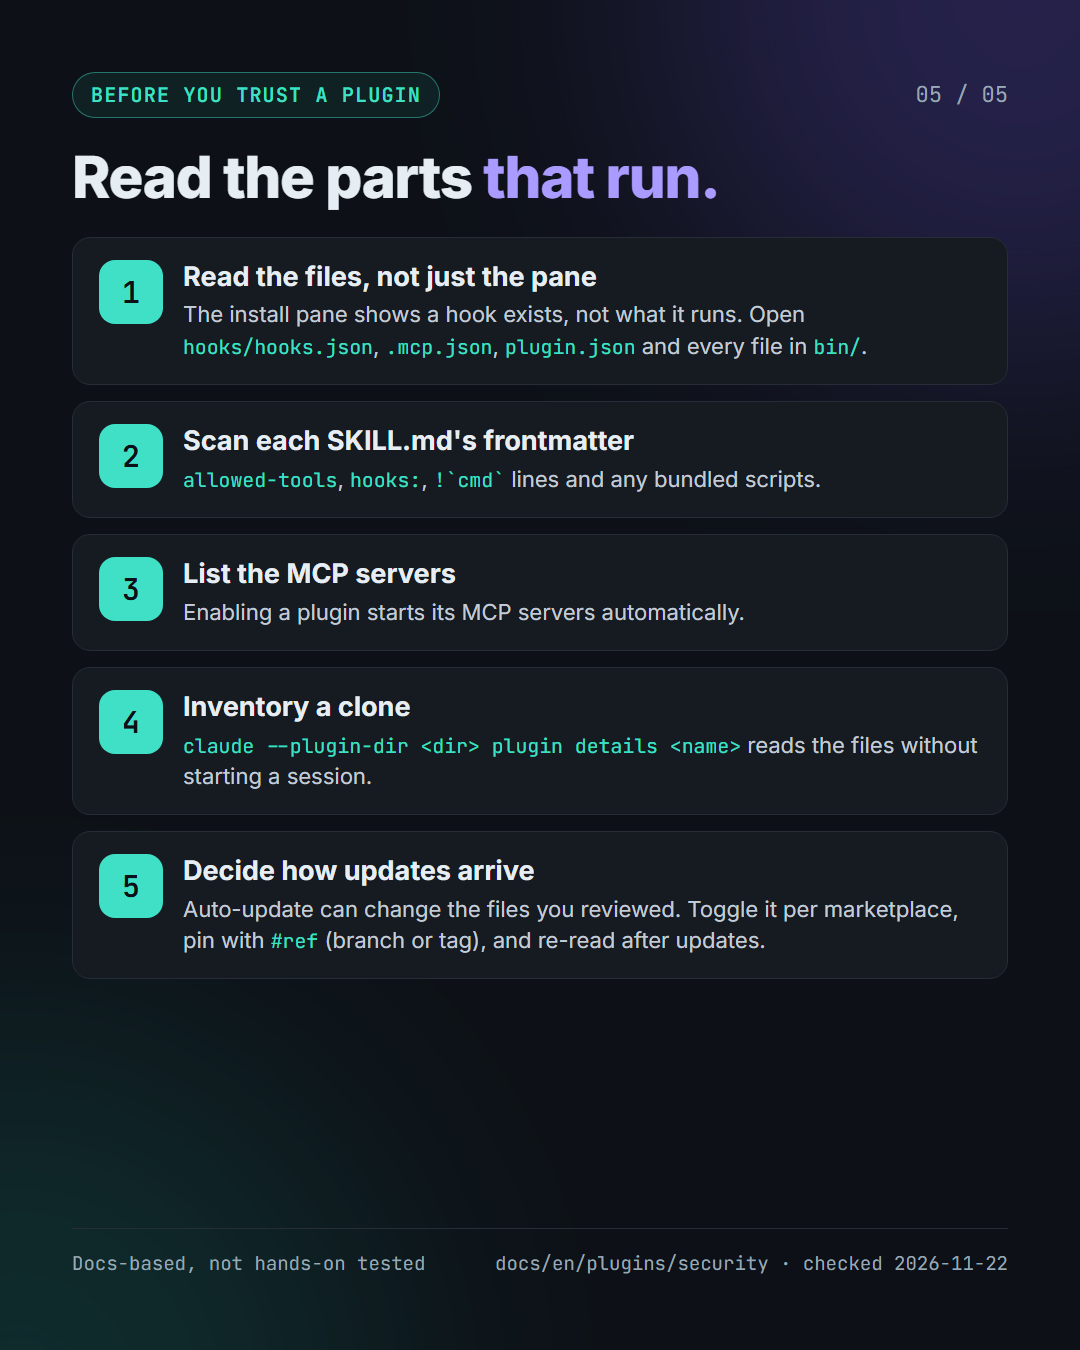 BEFORE YOU TRUST A PLUGIN
05 / 05
Read the parts that run.
1
Read the files, not just the pane
The install pane shows a hook exists, not what it runs. Open
hooks/hooks.json, .mcp.json, plugin.json and every file in bin/.
2
Scan each SKILL.md's frontmatter
allowed-tools, hooks:, !`cmd` lines and any bundled scripts.
3
List the MCP servers
Enabling a plugin starts its MCP servers automatically.
4
Inventory a clone
claude --plugin-dir <dir> plugin details <name> reads the files without
starting a session.
5
Decide how updates arrive
Auto-update can change the files you reviewed. Toggle it per marketplace,
pin with #ref (branch or tag), and re-read after updates.
Docs-based, not hands-on tested
docs/en/plugins/security · checked 2026-11-22